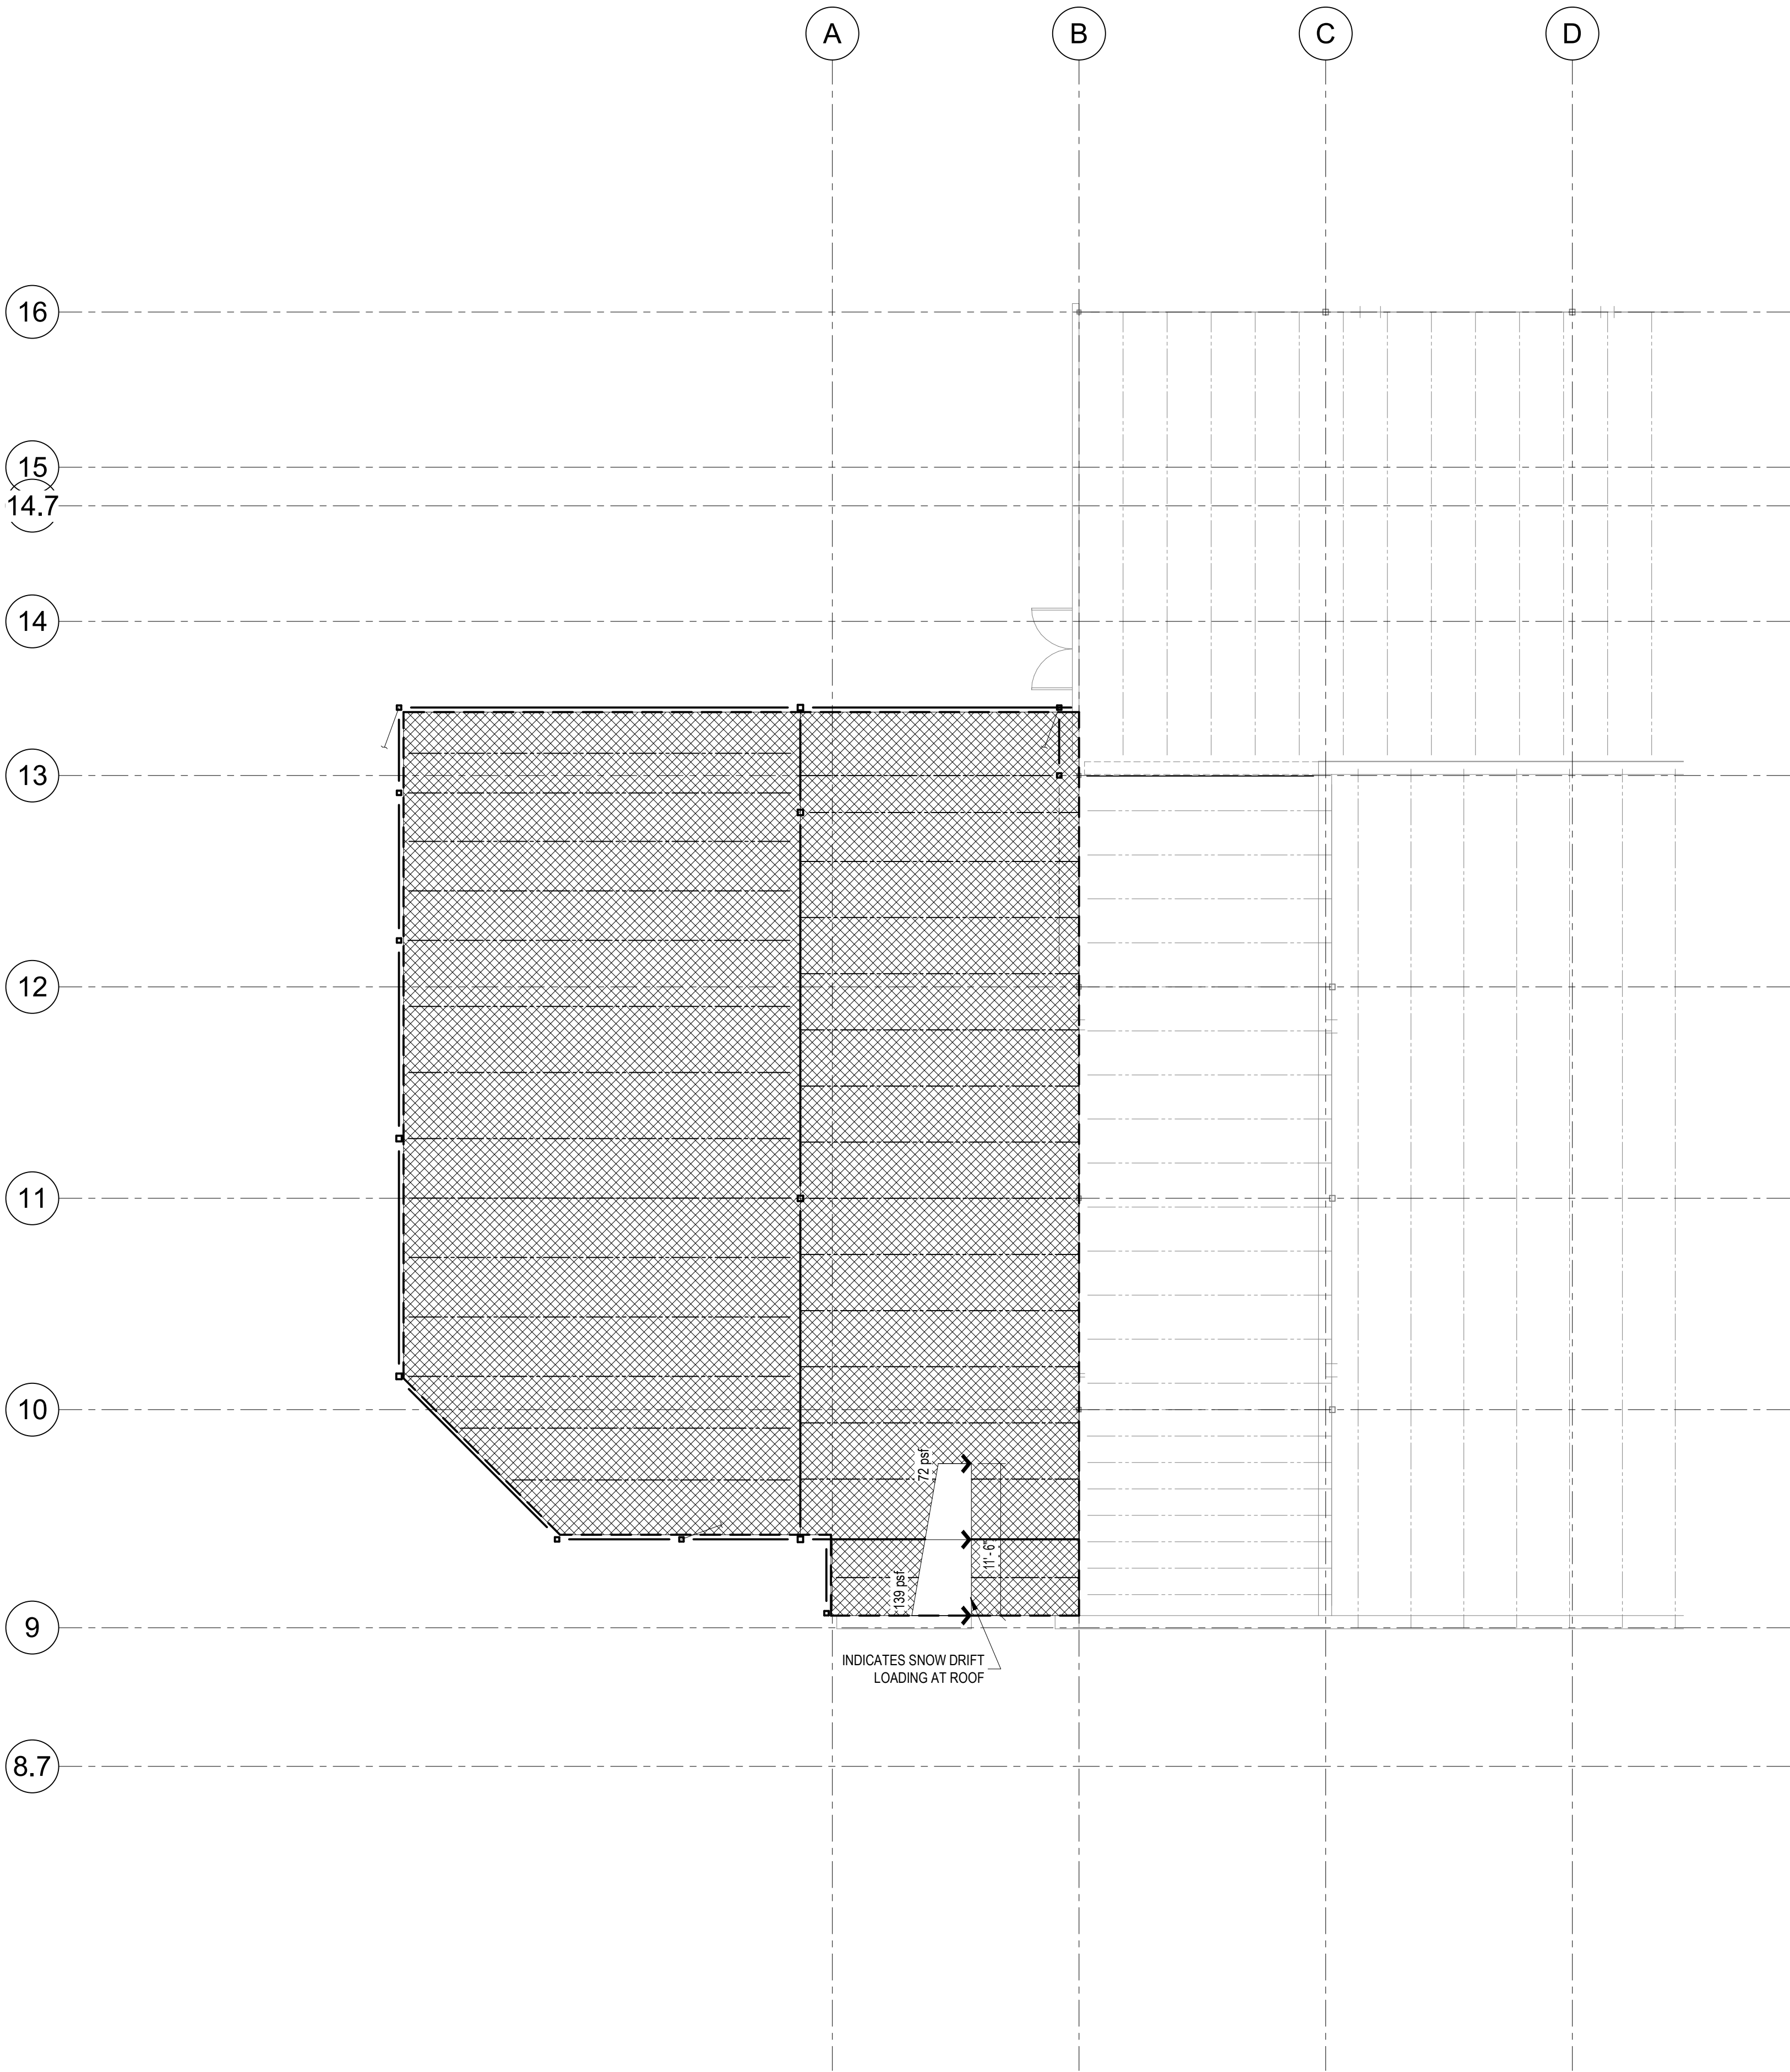 A
B
C
D
16
15
14.7
14
13
12
11
10
9
8.7
72 psf
139 psf
11' - 6"
INDICATES SNOW DRIFT
LOADING AT ROOF